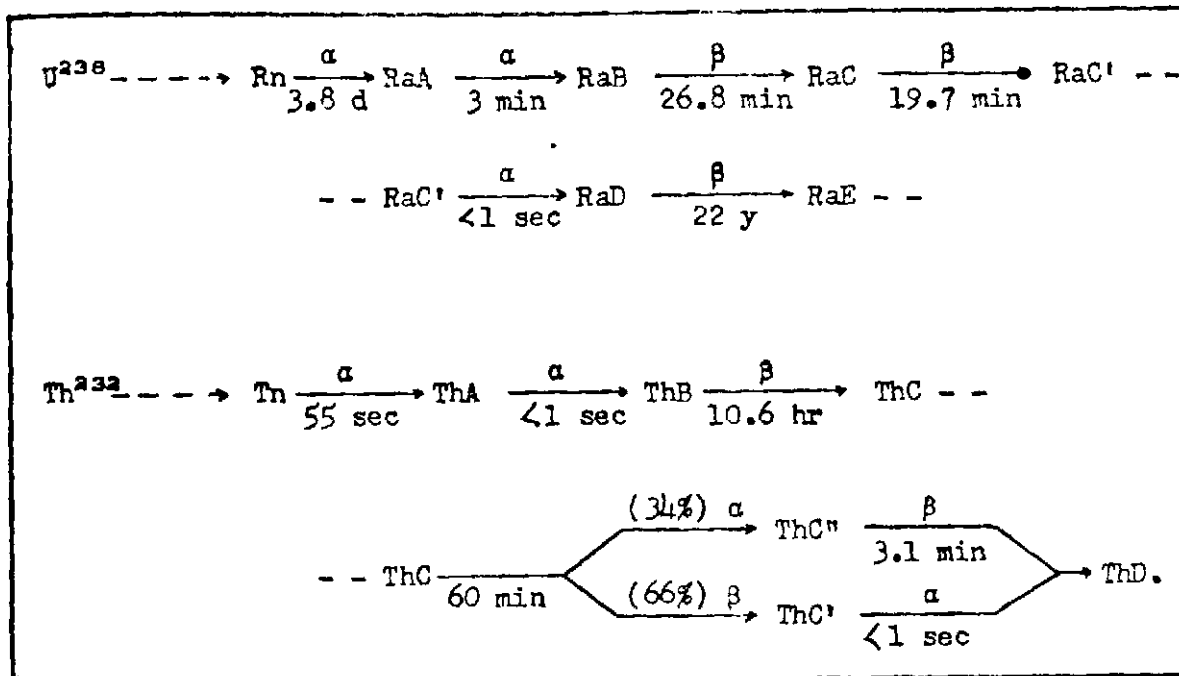 α α β β
U²³⁸ - - - - → Rn → RaA → RaB → RaC → RaC' - -
3.8 d 3 min 26.8 min 19.7 min
α β
- - RaC' → RaD → RaE - -
<1 sec 22 y
α α β
Th²³² - - - - → Tn → ThA → ThB → ThC - -
55 sec <1 sec 10.6 hr
(34%) α ThC" β
3.1 min
- - ThC 60 min → ThD.
(66%) β ThC' α
<1 sec